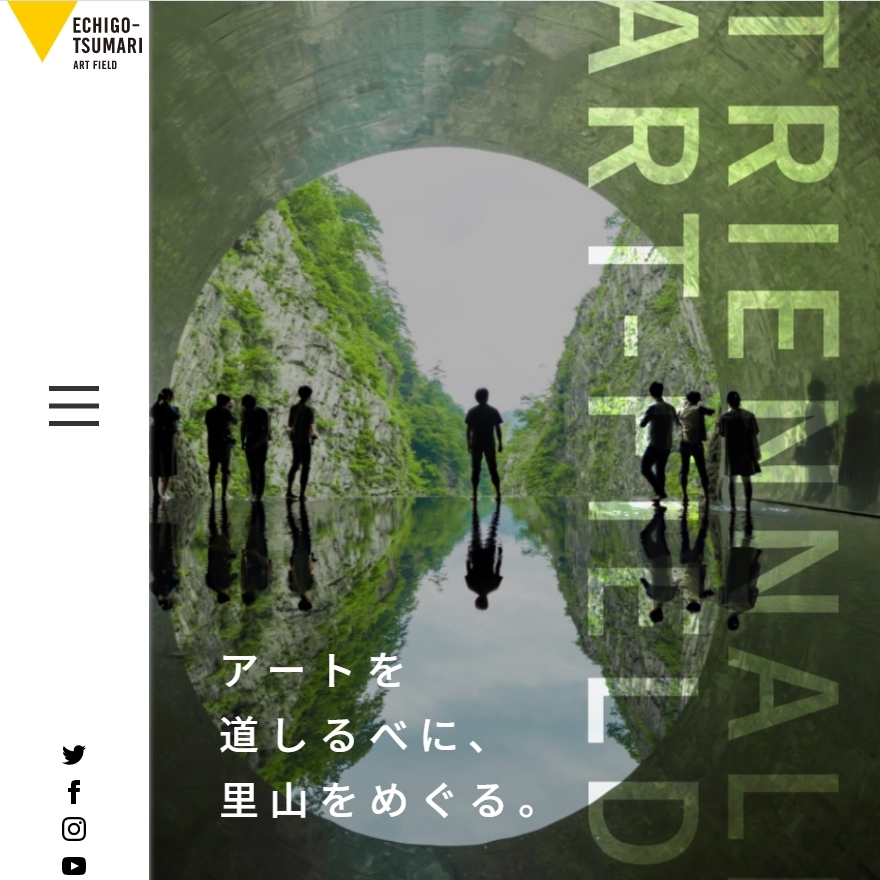 ECHIGO-
TSUMARI
ART FIELD
TRIENNAL
ART-FIELD
アートを
道しるべに、
里山をめぐる。